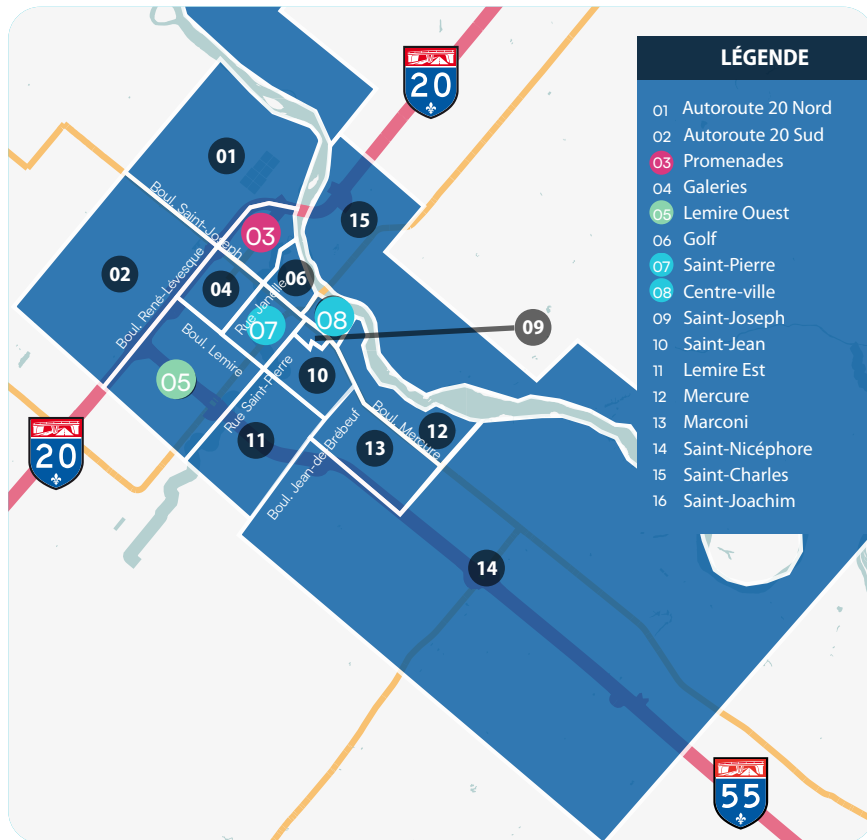 20
LÉGENDE
01 Autoroute 20 Nord
02 Autoroute 20 Sud
03 Promenades
04 Galeries
05 Lemire Ouest
06 Golf
07 Saint-Pierre
08 Centre-ville
09 Saint-Joseph
10 Saint-Jean
11 Lemire Est
12 Mercure
13 Marconi
14 Saint-Nicéphore
15 Saint-Charles
16 Saint-Joachim
01
Boul. Saint-Joseph
15
03
02
Boul. René-Lévesque
04
06
Rue Janelle
07
08
09
Boul. Lemire
05
Rue Saint-Pierre
10
Boul. Mercure
12
11
13
Boul. Jean-de-Brébeuf
20
14
55